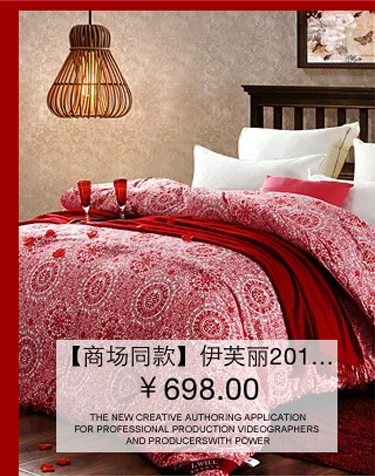 【商场同款】伊芙丽201...
￥698.00
THE NEW CREATIVE AUTHORING APPLICATION
FOR PROFESSIONAL PRODUCTION VIDEOGRAPHERS
AND PRODUCERSWITH POWER
I WILL